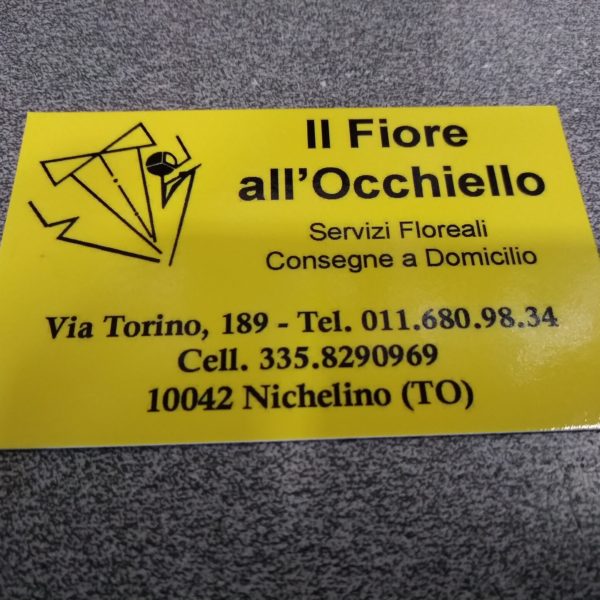 Il Fiore
all'Occhiello
Servizi Floreali
Consegne a Domicilio
Via Torino, 189 - Tel. 011.680.98.34
Cell. 335.8290969
10042 Nichelino (TO)